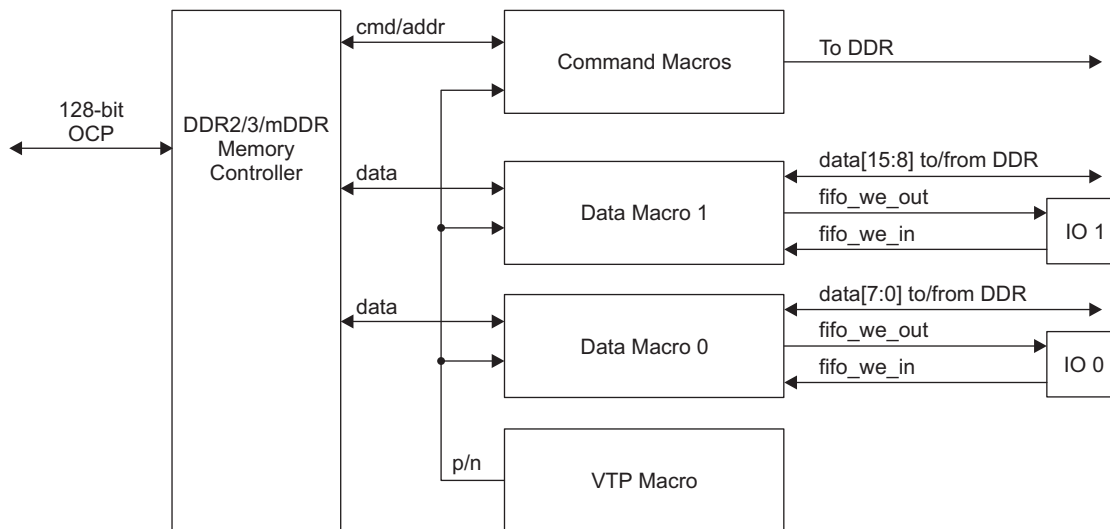 cmd/addr
Command Macros
To DDR
128-bit
OCP
DDR2/3/mDDR
Memory
Controller
data
Data Macro 1
data[15:8] to/from DDR
fifo_we_out
fifo_we_in
IO 1
data
Data Macro 0
data[7:0] to/from DDR
fifo_we_out
fifo_we_in
IO 0
p/n
VTP Macro